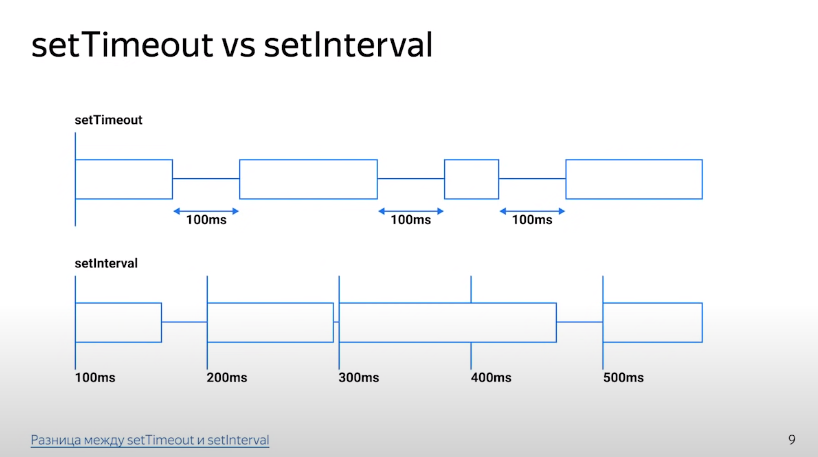 setTimeout vs setInterval
setTimeout
100ms 100ms 100ms
setInterval
100ms 200ms 300ms 400ms 500ms
Разница между setTimeout и setInterval
9